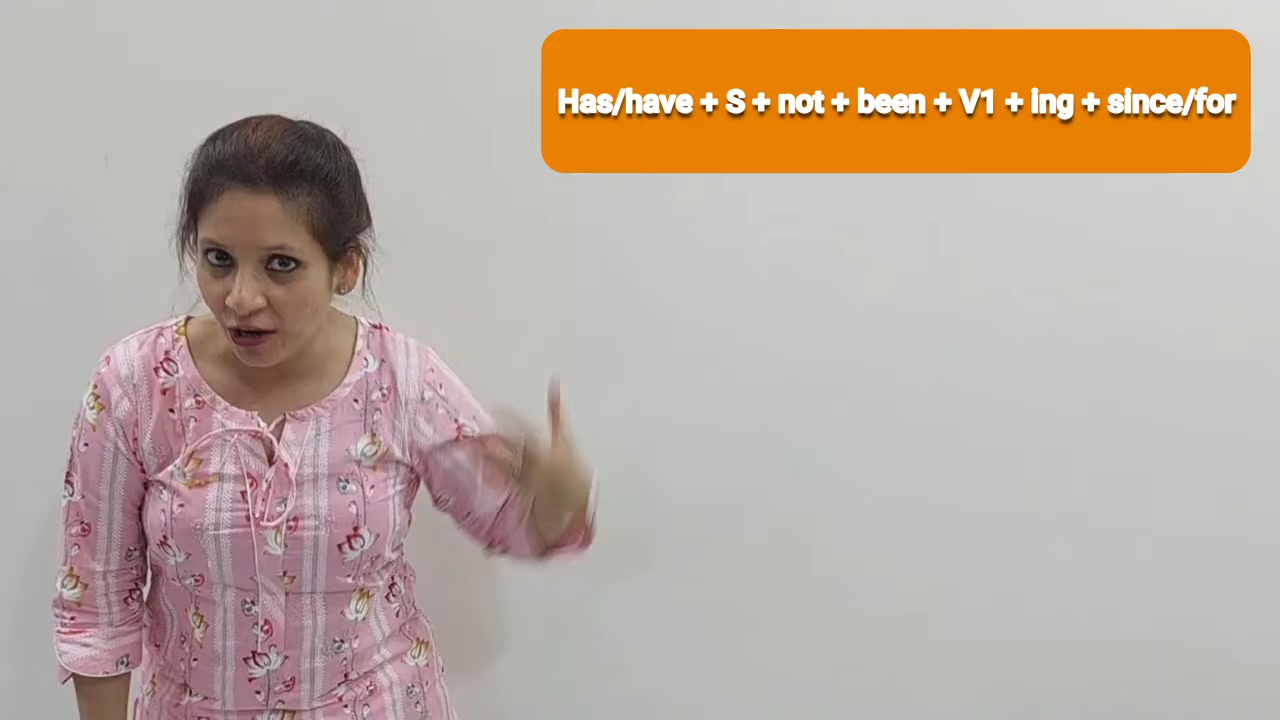 Has/have + S + not + been + V1 + ing + since/for